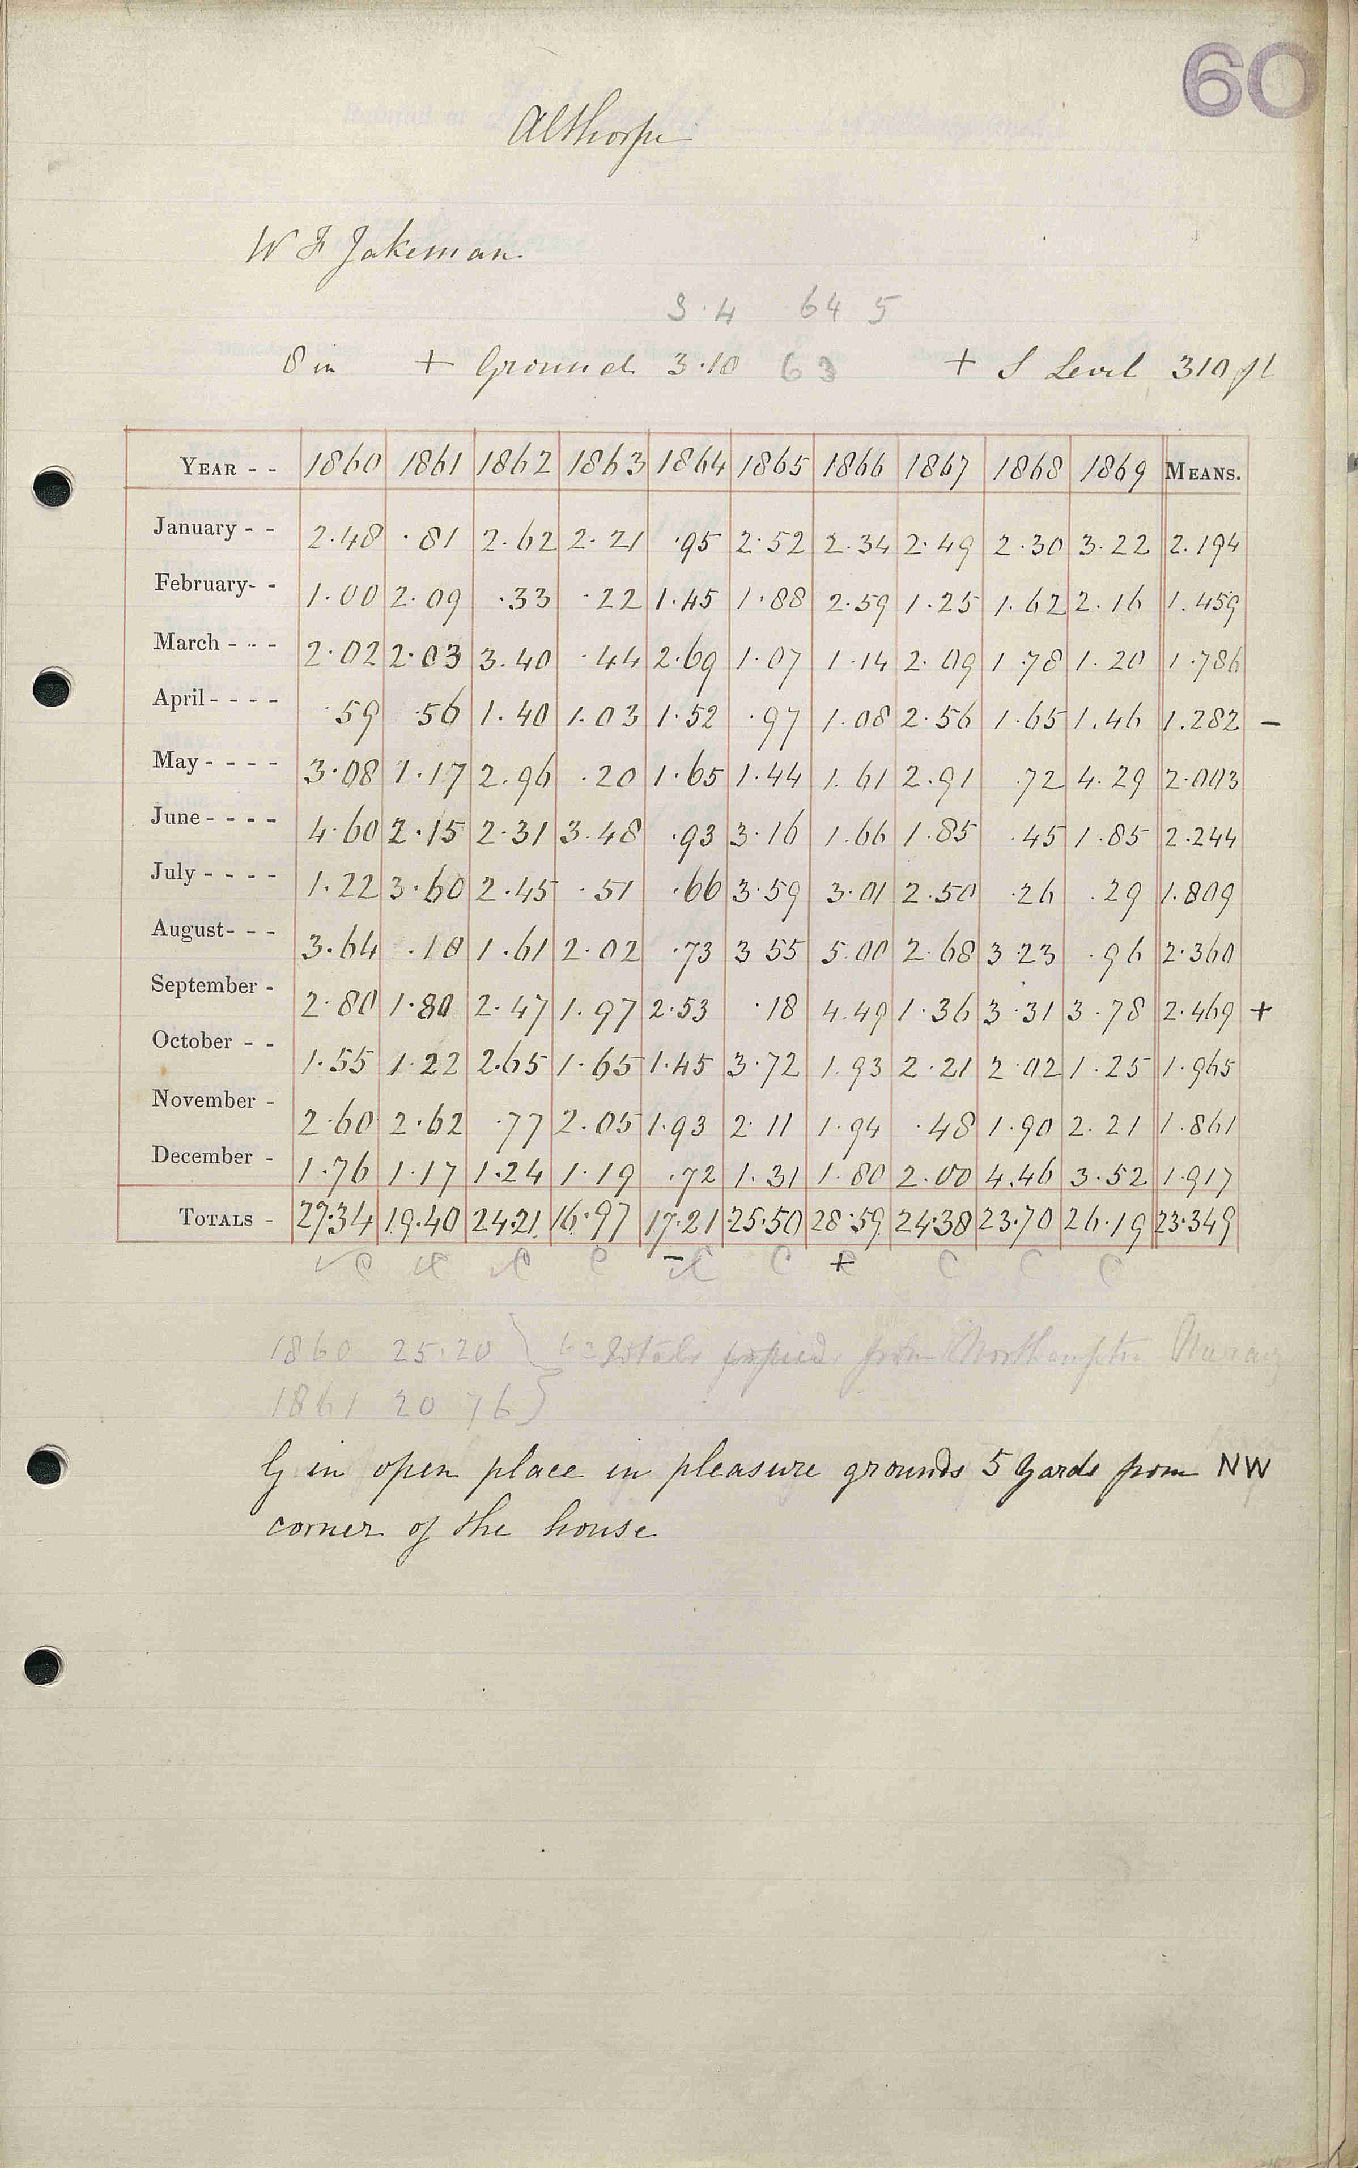 60
Althorpe
W F Jakeman
3.4 64 5
8 in + Ground 3.10 63 + S Level 310 ft
YEAR - - 1860 1861 1862 1863 1864 1865 1866 1867 1868 1869 MEANS.
January - - 2.48 .81 2.62 2.21 .95 2.52 2.34 2.49 2.30 3.22 2.194
February- - 1.00 2.09 .33 .22 1.45 1.88 2.59 1.25 1.62 2.16 1.459
March - - - 2.02 2.03 3.40 .44 2.69 1.07 1.14 2.09 1.78 1.20 1.786
April - - - - .59 .56 1.40 1.03 1.52 .97 1.08 2.56 1.65 1.46 1.282 –
May - - - - 3.08 1.17 2.96 .20 1.65 1.44 1.61 2.91 .72 4.29 2.003
June - - - - 4.60 2.15 2.31 3.48 .93 3.16 1.66 1.85 .45 1.85 2.244
July - - - - 1.22 3.60 2.45 .51 .66 3.59 3.01 2.50 .26 .29 1.809
August- - - 3.64 .18 1.61 2.02 .73 3.55 5.00 2.68 3.23 .96 2.360
September - 2.80 1.80 2.47 1.97 2.53 .18 4.49 1.36 3.31 3.78 2.469 +
October - - 1.55 1.22 2.65 1.65 1.45 3.72 1.93 2.21 2.02 1.25 1.965
November - 2.60 2.62 .77 2.05 1.93 2.11 1.94 .48 1.90 2.21 1.861
December - 1.76 1.17 1.24 1.19 .72 1.31 1.80 2.00 4.46 3.52 1.917
TOTALS - 27.34 19.40 24.21 16.97 17.21 25.50 28.59 24.38 23.70 26.19 23.349
C C C C – C C + C C C
1860 25.20 } totals copied from Northampton
1861 20 76 }
G in open place in pleasure grounds 5 yards from NW
corner of the house